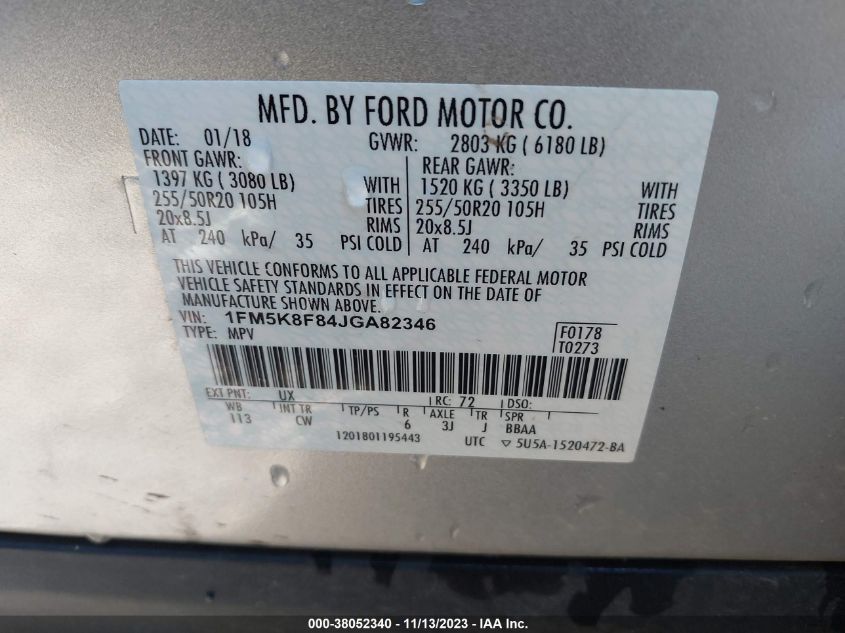 MFD. BY FORD MOTOR CO.
DATE: 01/18 GVWR: 2803 KG ( 6180 LB)
FRONT GAWR: REAR GAWR:
1397 KG ( 3080 LB) WITH 1520 KG ( 3350 LB) WITH
255/50R20 105H TIRES 255/50R20 105H TIRES
20x8.5J RIMS 20x8.5J RIMS
AT 240 kPa/ 35 PSI COLD AT 240 kPa/ 35 PSI COLD
THIS VEHICLE CONFORMS TO ALL APPLICABLE FEDERAL MOTOR
VEHICLE SAFETY STANDARDS IN EFFECT ON THE DATE OF
MANUFACTURE SHOWN ABOVE.
VIN: 1FM5K8F84JGA82346 F0178
TYPE: MPV T0273
EXT PNT: UX RC: 72 DSO:
WB INT TR TP/PS R AXLE TR SPR
113 CW 6 3J J BBAA
1201801195443 UTC ▽ 5U5A-1520472-BA
000-38052340 - 11/13/2023 - IAA Inc.